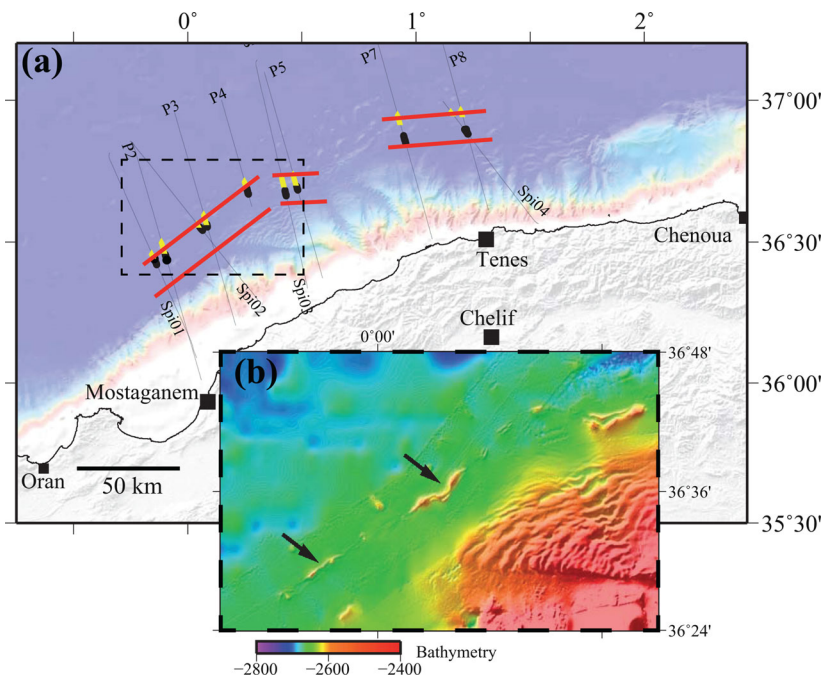 0° 1° 2°
(a)
P7
P8
P5
P4
P3
P2
37°00'
36°30'
36°00'
35°30'
Spi04
Spi03
Spi02
Spi01
Chenoua
Tenes
Chelif
Mostaganem
Oran
50 km
0°00'
(b)
36°48'
36°36'
36°24'
Bathymetry
−2800 −2600 −2400